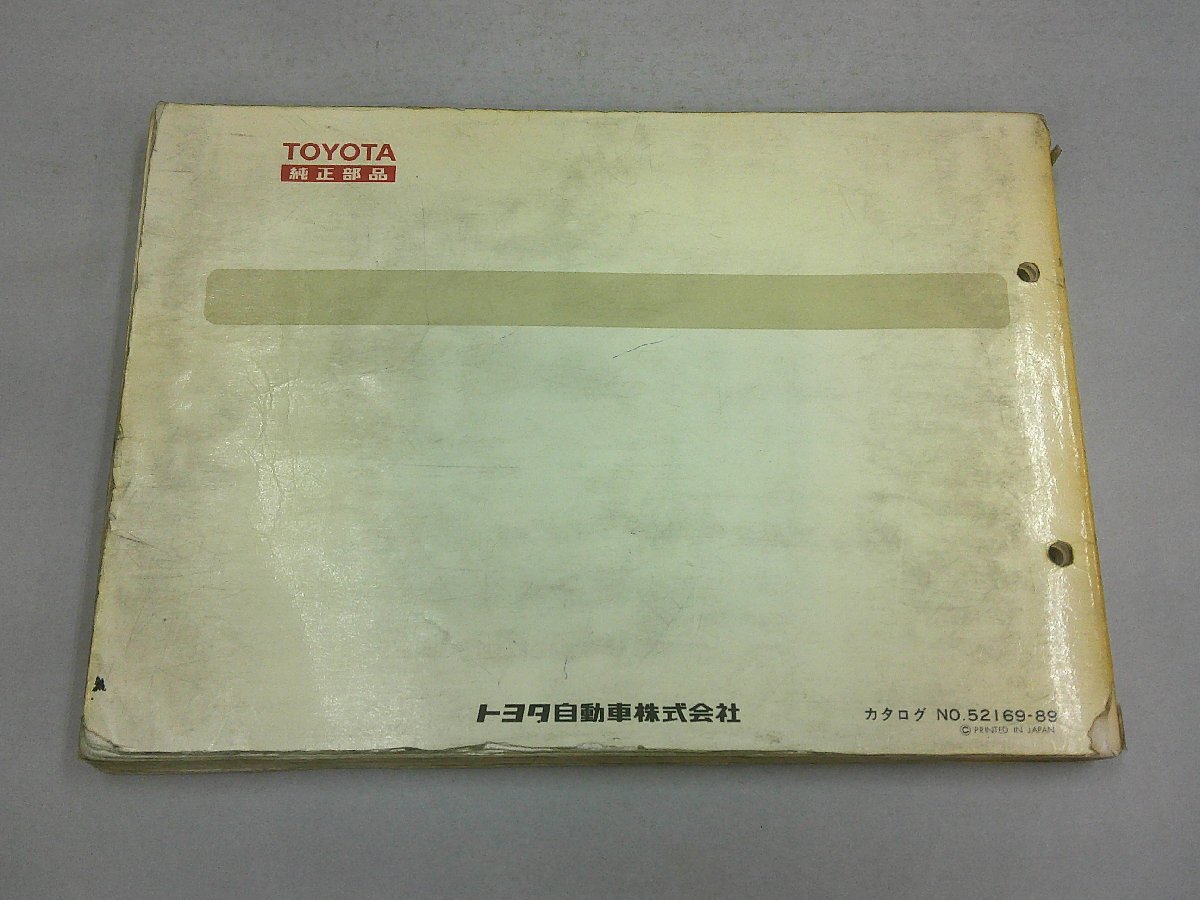 TOYOTA
純正部品
トヨタ自動車株式会社
カタログ NO.52169-89
© PRINTED IN JAPAN